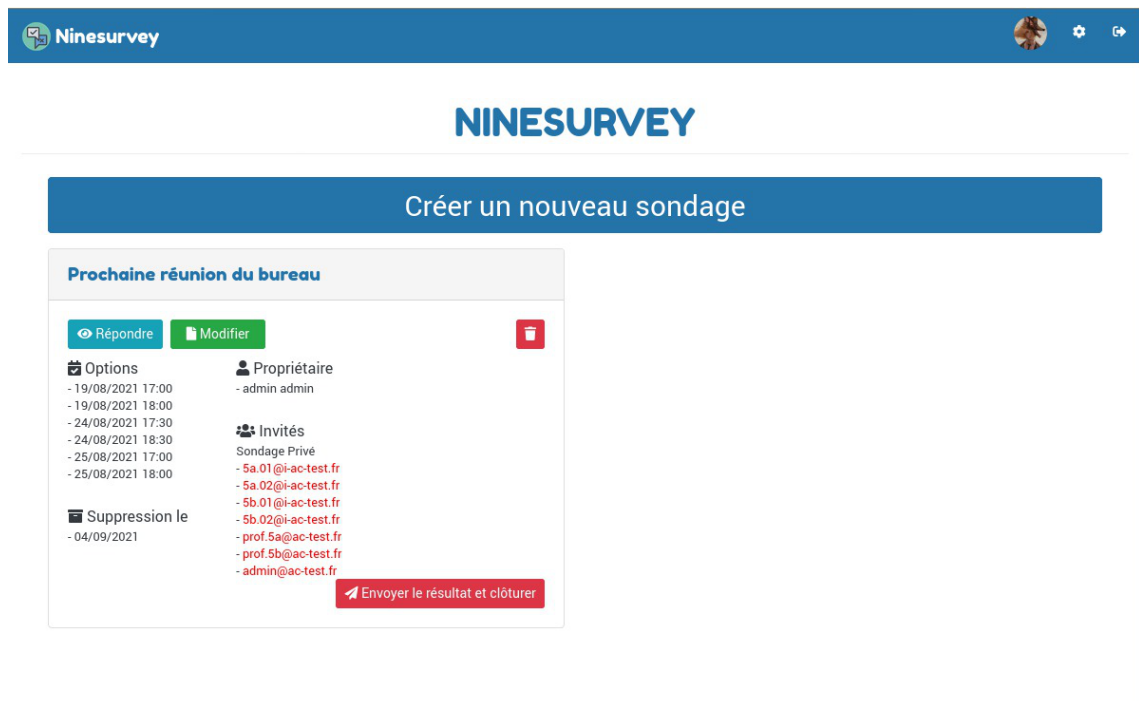 Ninesurvey
NINESURVEY
Créer un nouveau sondage
Prochaine réunion du bureau
Répondre
Modifier
Options
- 19/08/2021 17:00
- 19/08/2021 18:00
- 24/08/2021 17:30
- 24/08/2021 18:30
- 25/08/2021 17:00
- 25/08/2021 18:00
Suppression le
- 04/09/2021
Propriétaire
- admin admin
Invités
Sondage Privé
- 5a.01@i-ac-test.fr
- 5a.02@i-ac-test.fr
- 5b.01@i-ac-test.fr
- 5b.02@i-ac-test.fr
- prof.5a@ac-test.fr
- prof.5b@ac-test.fr
- admin@ac-test.fr
Envoyer le résultat et clôturer